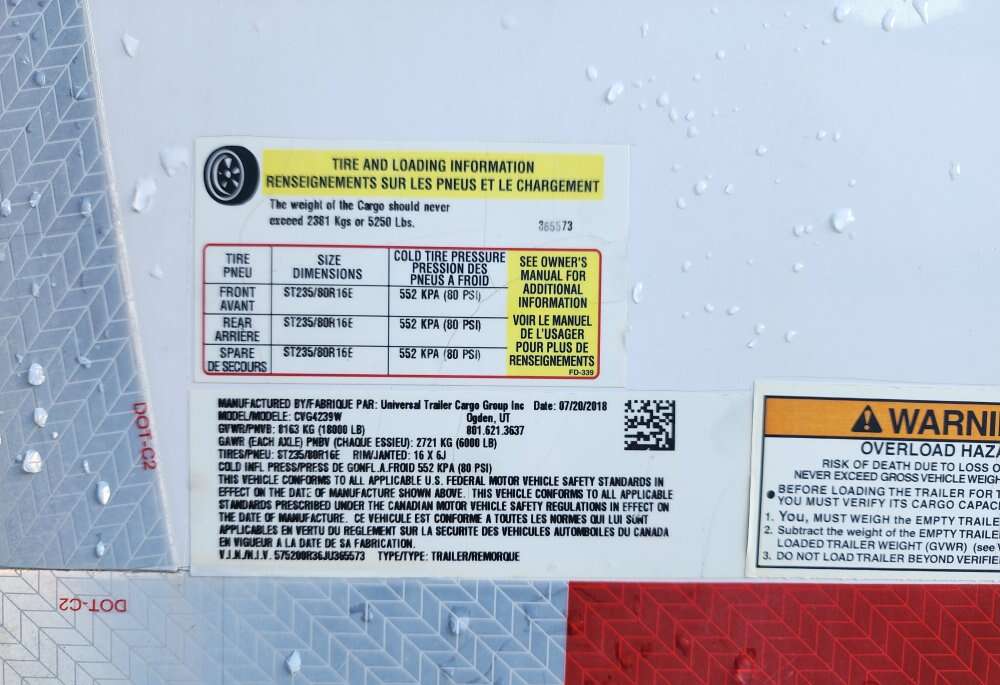 TIRE AND LOADING INFORMATION
RENSEIGNEMENTS SUR LES PNEUS ET LE CHARGEMENT
The weight of the Cargo should never
exceed 2381 Kgs or 5250 Lbs.
365573
TIRE PNEU
SIZE DIMENSIONS
COLD TIRE PRESSURE PRESSION DES PNEUS A FROID
FRONT AVANT
ST235/80R16E
552 KPA (80 PSI)
REAR ARRIÈRE
ST235/80R16E
552 KPA (80 PSI)
SPARE DE SECOURS
ST235/80R16E
552 KPA (80 PSI)
SEE OWNER'S
MANUAL FOR
ADDITIONAL
INFORMATION
VOIR LE MANUEL
DE L'USAGER
POUR PLUS DE
RENSEIGNEMENTS
FD-339
MANUFACTURED BY/FABRIQUE PAR: Universal Trailer Cargo Group Inc Date: 07/20/2018
MODEL/MODELE: CVG4239W Ogden, UT
GVWR/PNVB: 8163 KG (18000 LB) 801.621.3637
GAWR (EACH AXLE) PNBV (CHAQUE ESSIEU): 2721 KG (6000 LB)
TIRES/PNEU: ST235/80R16E RIM/JANTED: 16 X 6J
COLD INFL PRESS/PRESS DE GONFL.A.FROID 552 KPA (80 PSI)
THIS VEHICLE CONFORMS TO ALL APPLICABLE U.S. FEDERAL MOTOR VEHICLE SAFETY STANDARDS IN
EFFECT ON THE DATE OF MANUFACTURE SHOWN ABOVE. THIS VEHICLE CONFORMS TO ALL APPLICABLE
STANDARDS PRESCRIBED UNDER THE CANADIAN MOTOR VEHICLE SAFETY REGULATIONS IN EFFECT ON
THE DATE OF MANUFACTURE. CE VEHICULE EST CONFORME A TOUTES LES NORMES QUI LUI SONT
APPLICABLES EN VERTU DU REGLEMENT SUR LA SECURITE DES VEHICULES AUTOMBOILES DU CANADA
EN VIGUEUR A LA DATE DE SA FABRICATION.
V.I.N./N.I.V. 575200R36JU365573 TYPE/TYPE: TRAILER/REMORQUE
WARNI
OVERLOAD HAZA
RISK OF DEATH DUE TO LOSS O
NEVER EXCEED GROSS VEHICLE WEIGH
BEFORE LOADING THE TRAILER FOR T
YOU MUST VERIFY ITS CARGO CAPAC
1. You, MUST WEIGH the EMPTY TRAILE
2. Subtract the weight of the EMPTY TRAILE
LOADED TRAILER WEIGHT (GVWR) (see V
3. DO NOT LOAD TRAILER BEYOND VERIFIE
DOT-C2
DOT-C2